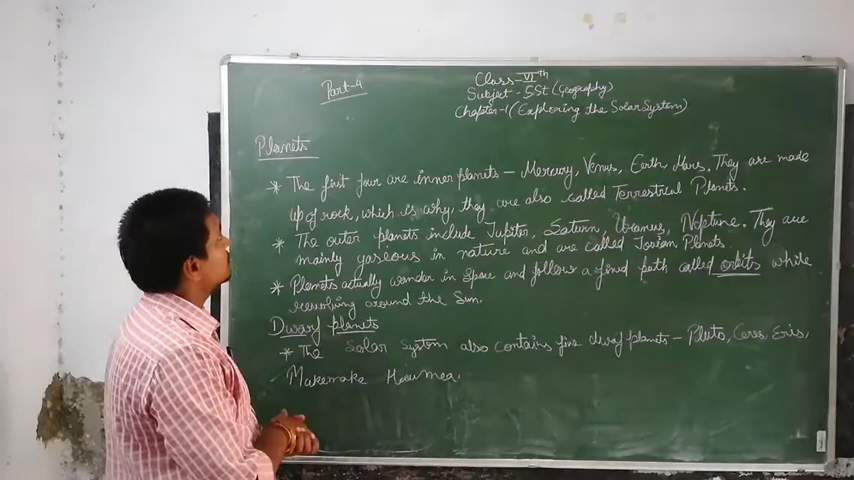 Part-4
Class-VIth
Subject - SSt (Geography)
Chapter-1 (Exploring the Solar System)
Planets
* The first four are inner planets – Mercury, Venus, Earth, Mars. They are made
up of rock, which is why, they are also called Terrestrial Planets.
* The outer planets include Jupiter, Saturn, Uranus, Neptune. They are
mainly gaseous in nature and are called Jovian Planets.
* Planets actually wander in space and follows a fixed path called orbits while
revolving around the Sun.
Dwarf planets
* The Solar System also contains five dwarf planets – Pluto, Ceres, Eris,
Makemake Haumea.